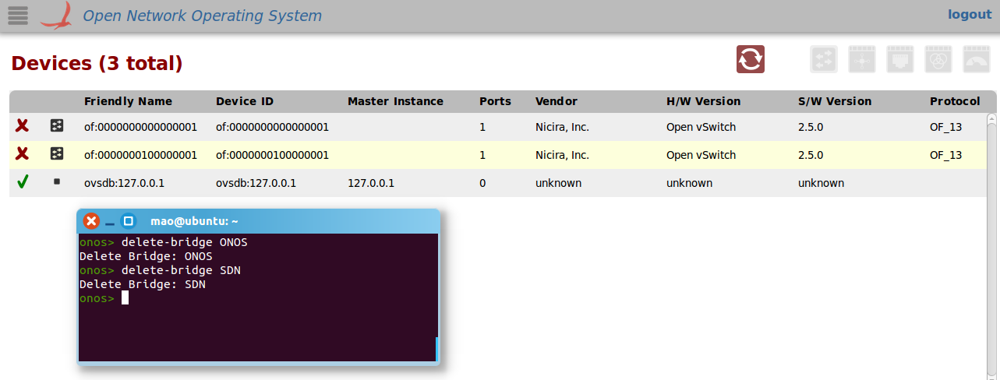 Open Network Operating System logout
Devices (3 total)
Friendly Name Device ID Master Instance Ports Vendor H/W Version S/W Version Protocol
of:0000000000000001 of:0000000000000001 1 Nicira, Inc. Open vSwitch 2.5.0 OF_13
of:0000000100000001 of:0000000100000001 1 Nicira, Inc. Open vSwitch 2.5.0 OF_13
ovsdb:127.0.0.1 ovsdb:127.0.0.1 127.0.0.1 0 unknown unknown unknown
mao@ubuntu: ~
onos> delete-bridge ONOS
Delete Bridge: ONOS
onos> delete-bridge SDN
Delete Bridge: SDN
onos>